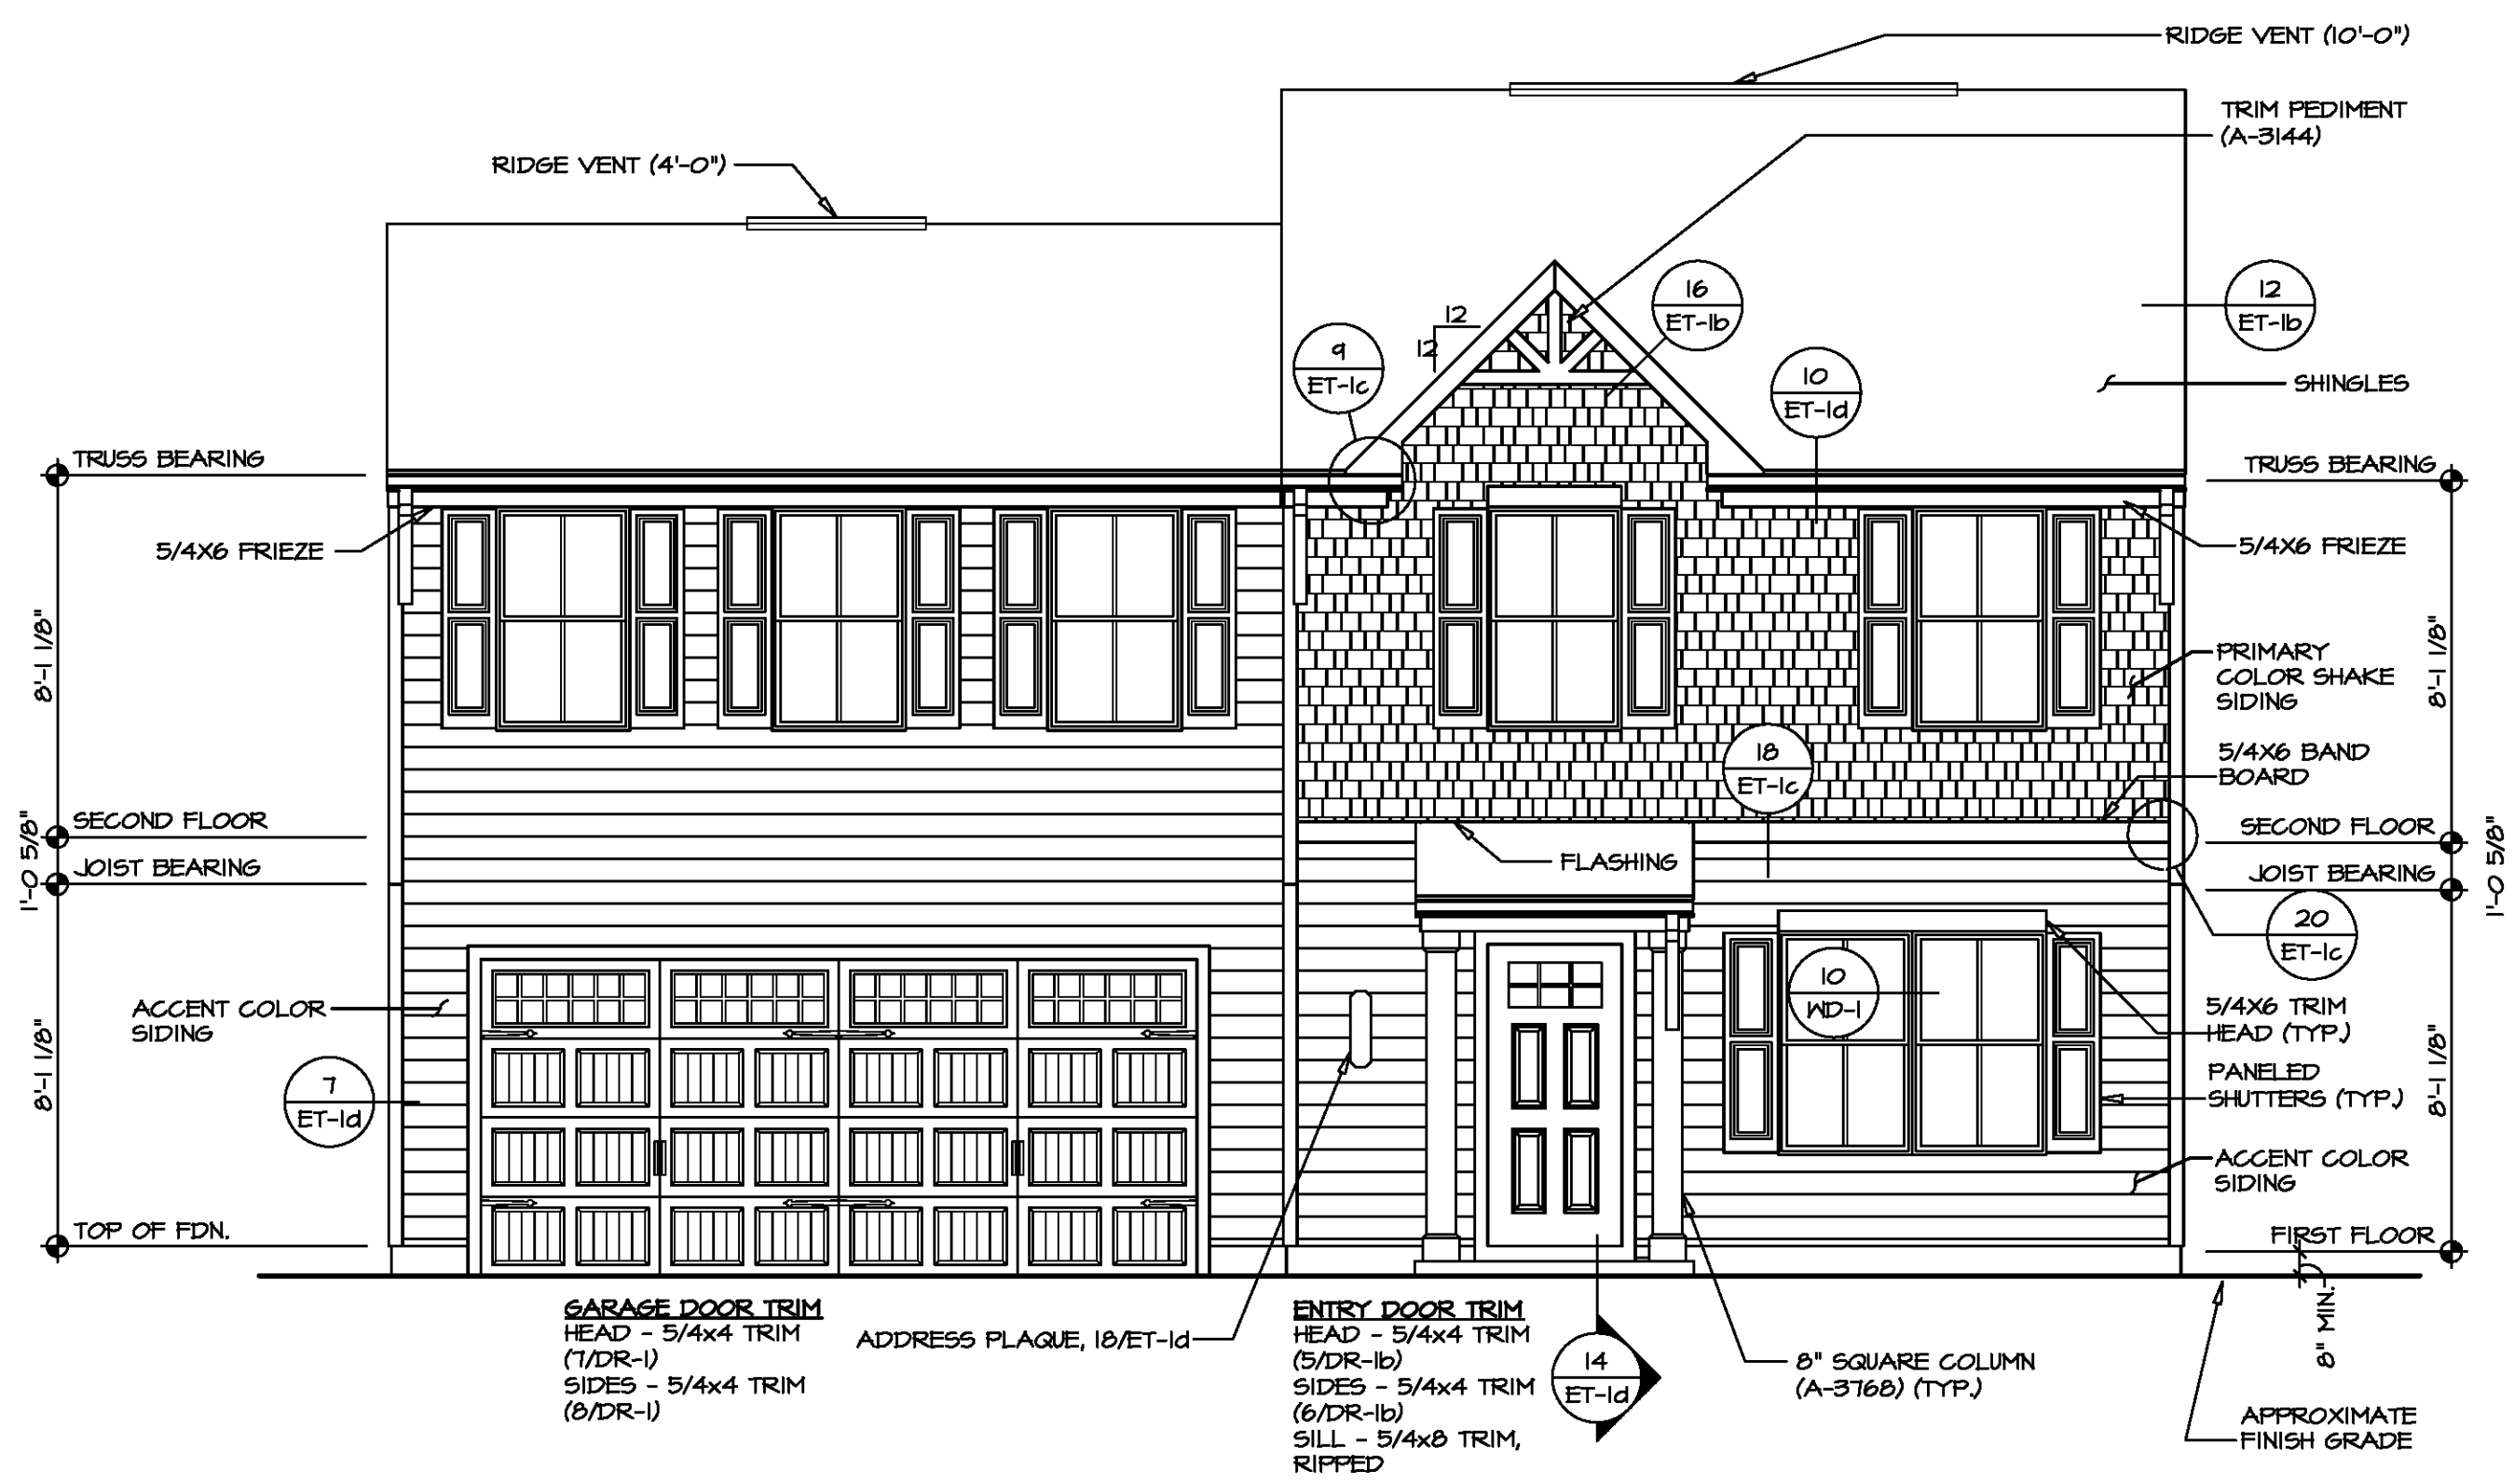 RIDGE VENT (10'-0")
TRIM PEDIMENT
(A-3144)
RIDGE VENT (4'-0")
16
ET-1b
12
ET-1b
12
12
9
ET-1c
10
ET-1d
SHINGLES
TRUSS BEARING
TRUSS BEARING
5/4X6 FRIEZE
5/4X6 FRIEZE
8'-1 1/8"
8'-1 1/8"
PRIMARY
COLOR SHAKE
SIDING
18
ET-1c
5/4X6 BAND
BOARD
SECOND FLOOR
SECOND FLOOR
1'-0 5/8"
1'-0 5/8"
FLASHING
JOIST BEARING
JOIST BEARING
20
ET-1c
10
WD-1
ACCENT COLOR
SIDING
5/4X6 TRIM
HEAD (TYP.)
8'-1 1/8"
8'-1 1/8"
7
ET-1d
PANELED
SHUTTERS (TYP.)
ACCENT COLOR
SIDING
TOP OF FDN.
FIRST FLOOR
8" MIN.
GARAGE DOOR TRIM
HEAD - 5/4x4 TRIM
(7/DR-1)
SIDES - 5/4x4 TRIM
(8/DR-1)
ADDRESS PLAQUE, 18/ET-1d
ENTRY DOOR TRIM
HEAD - 5/4x4 TRIM
(5/DR-1b)
SIDES - 5/4x4 TRIM
(6/DR-1b)
SILL - 5/4x8 TRIM,
RIPPED
14
ET-1d
8" SQUARE COLUMN
(A-3768) (TYP.)
APPROXIMATE
FINISH GRADE